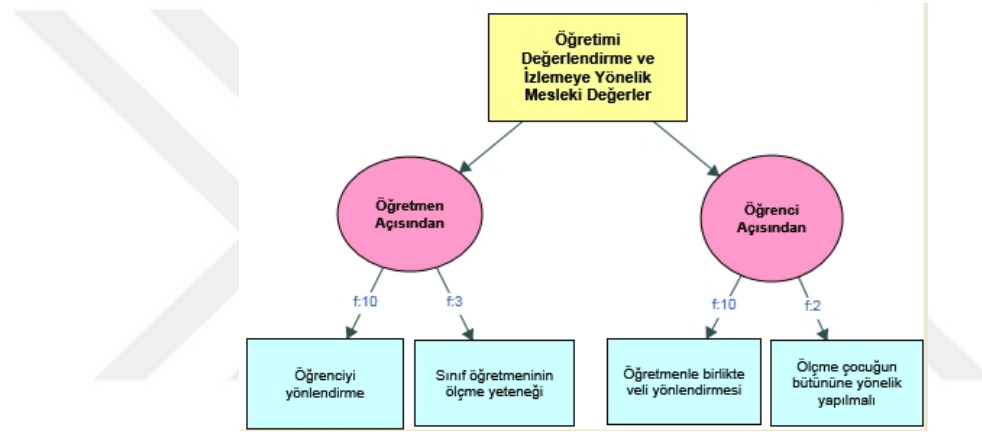 Öğretimi
Değerlendirme ve
İzlemeye Yönelik
Mesleki Değerler
Öğretmen
Açısından
Öğrenci
Açısından
f:10
f:3
f:10
f:2
Öğrenciyi
yönlendirme
Sınıf öğretmeninin
ölçme yeteneği
Öğretmenle birlikte
veli yönlendirmesi
Ölçme çocuğun
bütününe yönelik
yapılmalı